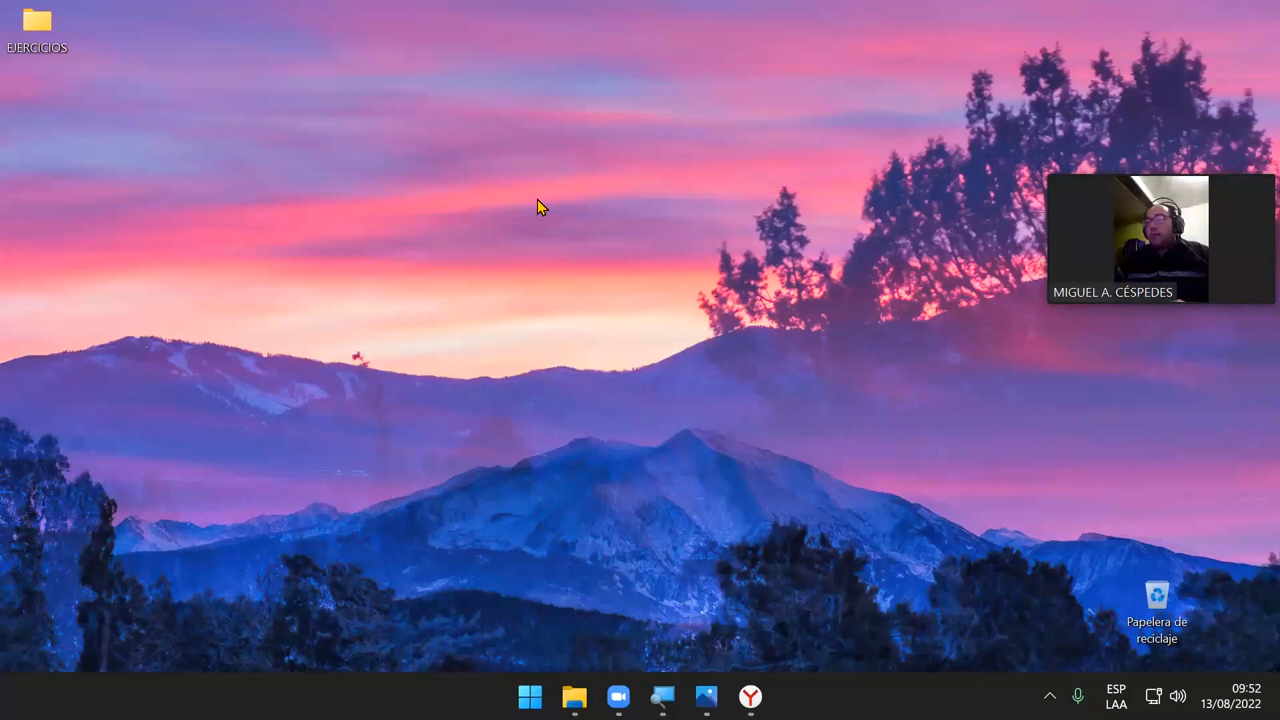 EJERCICIOS
MIGUEL A. CÉSPEDES
Papelera de
reciclaje
ESP
LAA
09:52
13/08/2022